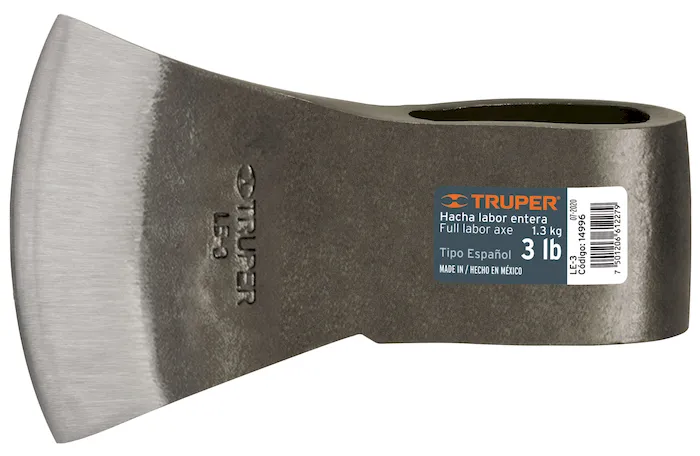 TRUPER
LE-3
TRUPER
Hacha labor entera
Full labor axe 1.3 kg
Tipo Español 3 lb
MADE IN / HECHO EN MÉXICO
07-2020
LE-3
Código: 14996
7 501206 612279